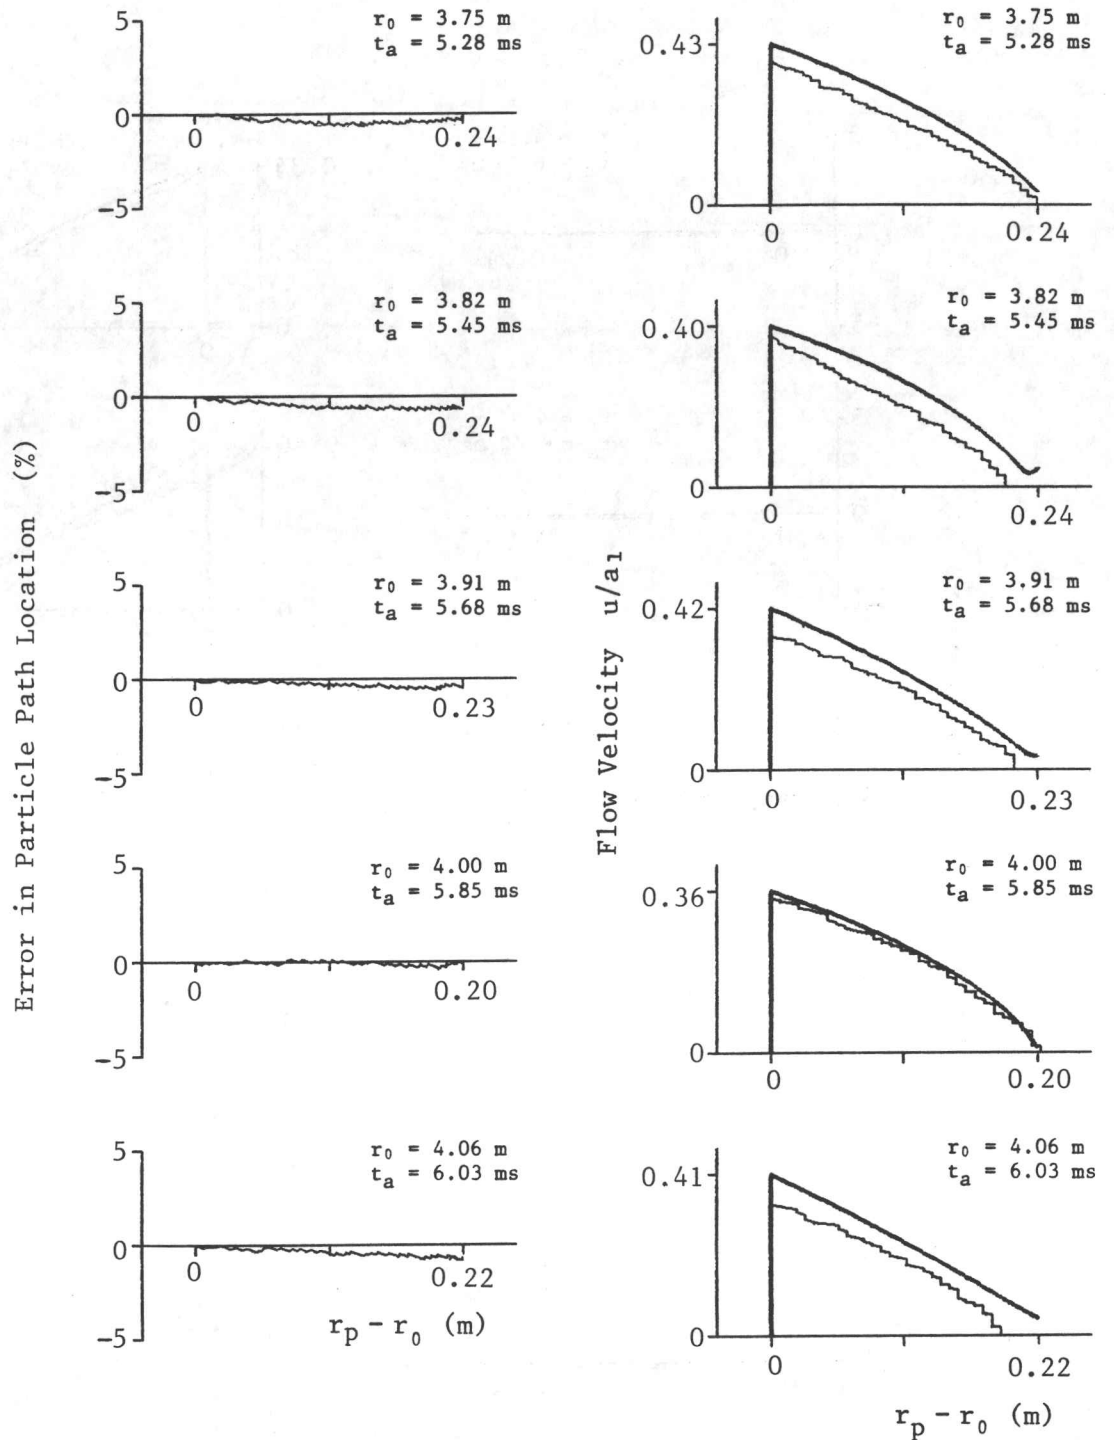 Error in Particle Path Location (%)
5
0
-5
r₀ = 3.75 m
tₐ = 5.28 ms
0
0.24
5
0
-5
r₀ = 3.82 m
tₐ = 5.45 ms
0
0.24
5
0
-5
r₀ = 3.91 m
tₐ = 5.68 ms
0
0.23
5
0
-5
r₀ = 4.00 m
tₐ = 5.85 ms
0
0.20
5
0
-5
r₀ = 4.06 m
tₐ = 6.03 ms
0
0.22
rₚ - r₀ (m)
Flow Velocity u/a₁
0.43
0
r₀ = 3.75 m
tₐ = 5.28 ms
0
0.24
0.40
0
r₀ = 3.82 m
tₐ = 5.45 ms
0
0.24
0.42
0
r₀ = 3.91 m
tₐ = 5.68 ms
0
0.23
0.36
0
r₀ = 4.00 m
tₐ = 5.85 ms
0
0.20
0.41
0
r₀ = 4.06 m
tₐ = 6.03 ms
0
0.22
rₚ - r₀ (m)